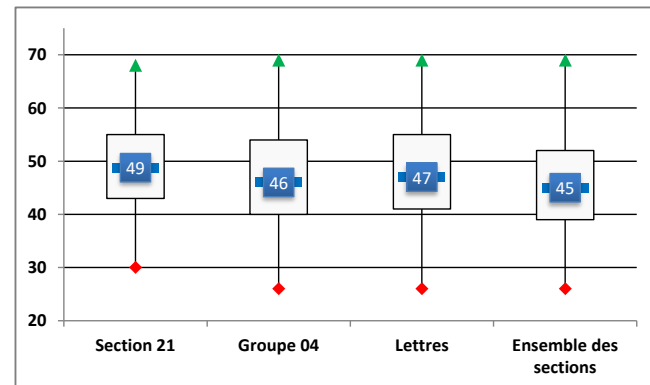 70
60
50
40
30
20
49
46
47
45
Section 21
Groupe 04
Lettres
Ensemble des
sections